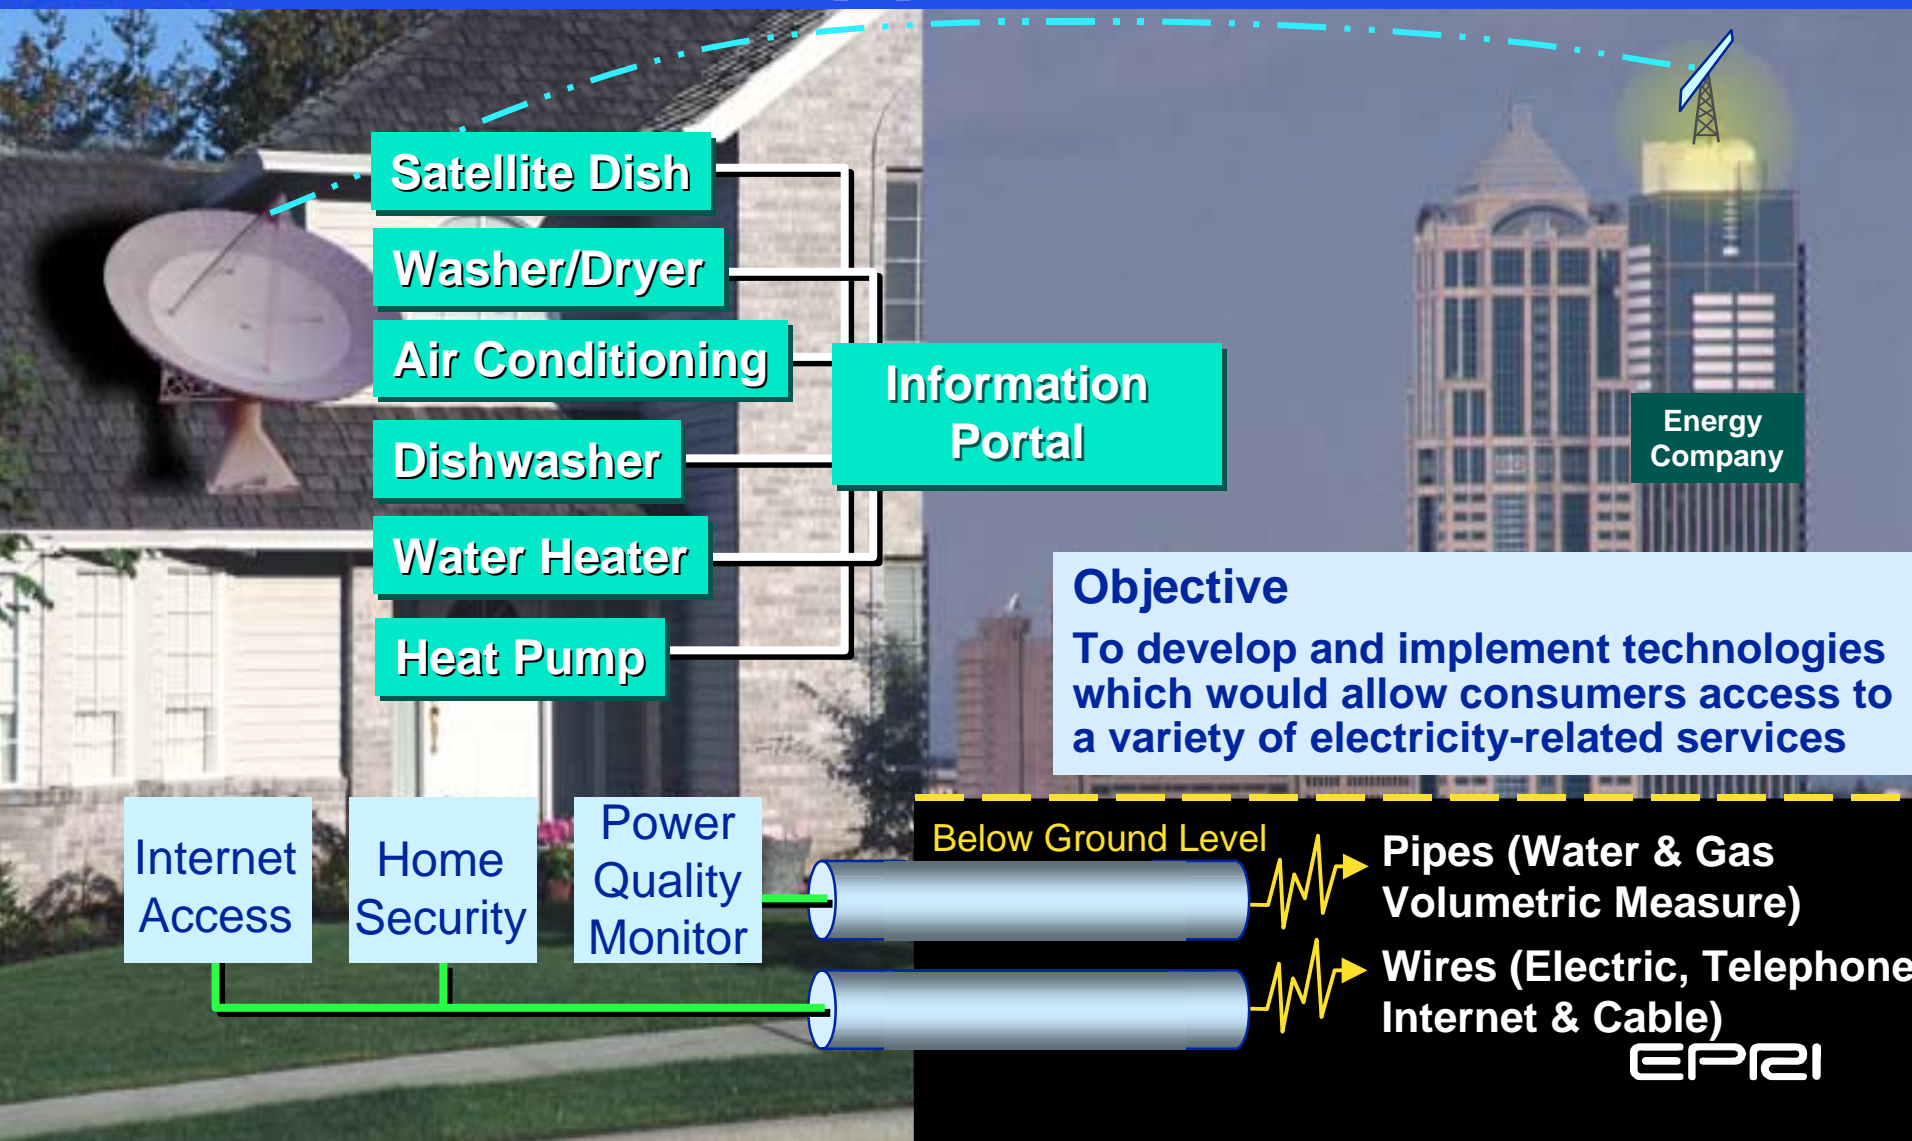 Satellite Dish
Washer/Dryer
Air Conditioning
Dishwasher
Water Heater
Heat Pump
Information
Portal
Energy
Company
Objective
To develop and implement technologies
which would allow consumers access to
a variety of electricity-related services
Internet
Access
Home
Security
Power
Quality
Monitor
Below Ground Level
Pipes (Water & Gas
Volumetric Measure)
Wires (Electric, Telephone
Internet & Cable)
EPRI